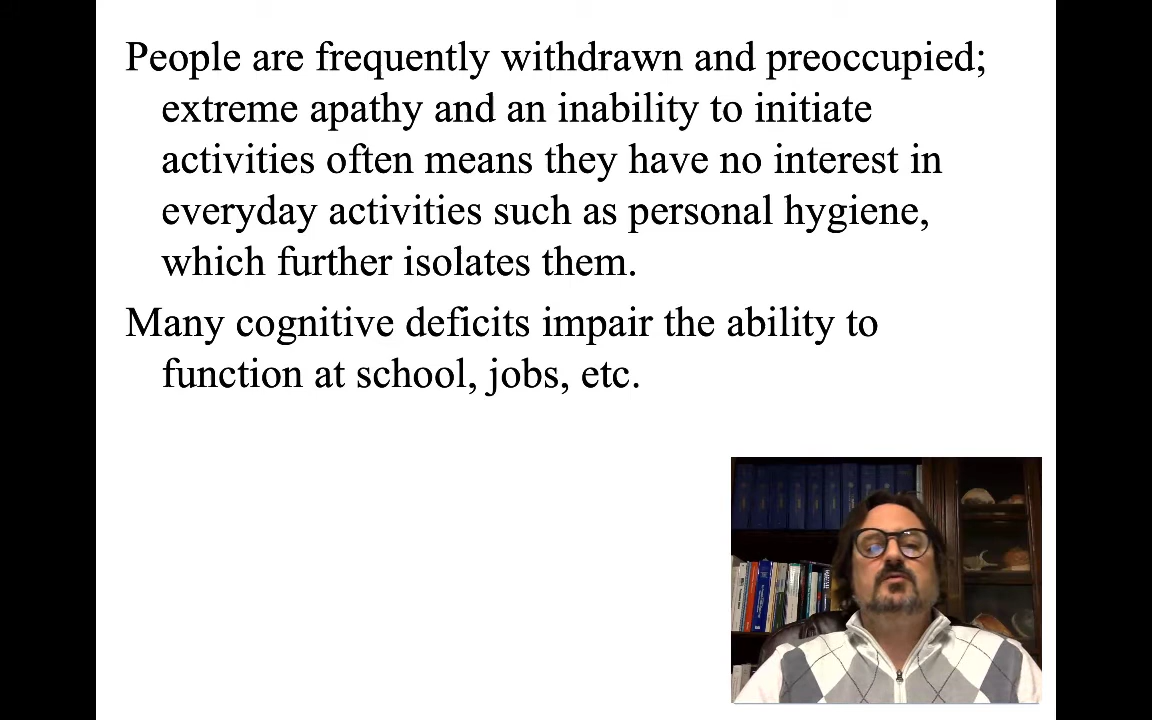 People are frequently withdrawn and preoccupied;
extreme apathy and an inability to initiate
activities often means they have no interest in
everyday activities such as personal hygiene,
which further isolates them.
Many cognitive deficits impair the ability to
function at school, jobs, etc.